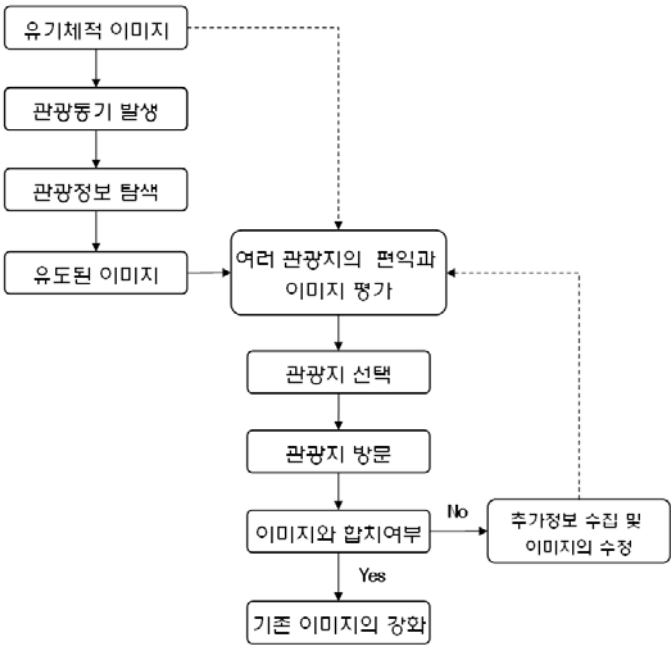 유기체적 이미지
관광동기 발생
관광정보 탐색
유도된 이미지
여러 관광지의 편익과
이미지 평가
관광지 선택
관광지 방문
이미지와 합치여부
No
추가정보 수집 및
이미지의 수정
Yes
기존 이미지의 강화